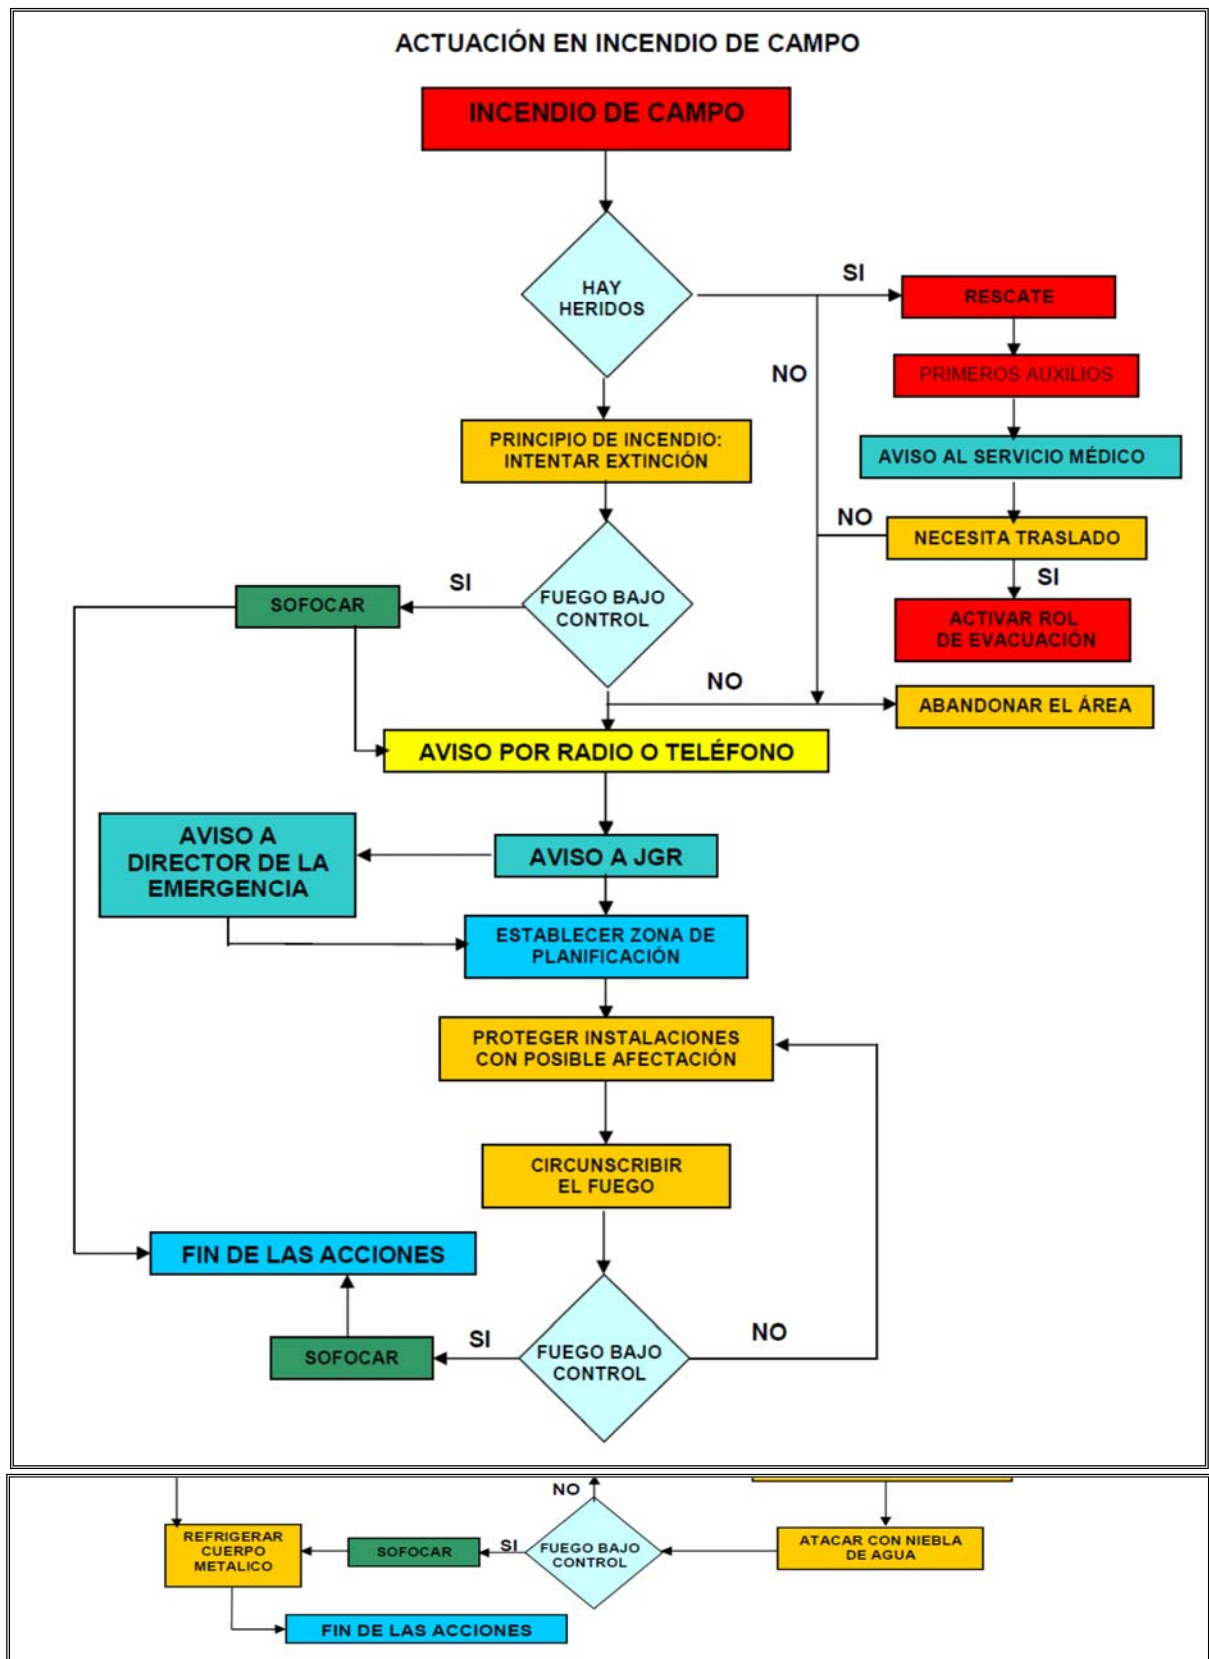 ACTUACIÓN EN INCENDIO DE CAMPO
INCENDIO DE CAMPO
HAY
HERIDOS
SI
RESCATE
NO
PRIMEROS AUXILIOS
PRINCIPIO DE INCENDIO:
INTENTAR EXTINCIÓN
AVISO AL SERVICIO MÉDICO
NO
NECESITA TRASLADO
SI
SI
SOFOCAR
FUEGO BAJO
CONTROL
ACTIVAR ROL
DE EVACUACIÓN
NO
ABANDONAR EL ÁREA
AVISO POR RADIO O TELÉFONO
AVISO A
DIRECTOR DE LA
EMERGENCIA
AVISO A JGR
ESTABLECER ZONA DE
PLANIFICACIÓN
PROTEGER INSTALACIONES
CON POSIBLE AFECTACIÓN
CIRCUNSCRIBIR
EL FUEGO
FIN DE LAS ACCIONES
SOFOCAR
SI
FUEGO BAJO
CONTROL
NO
NO
REFRIGERAR
CUERPO
METALICO
SOFOCAR
SI
FUEGO BAJO
CONTROL
ATACAR CON NIEBLA
DE AGUA
FIN DE LAS ACCIONES